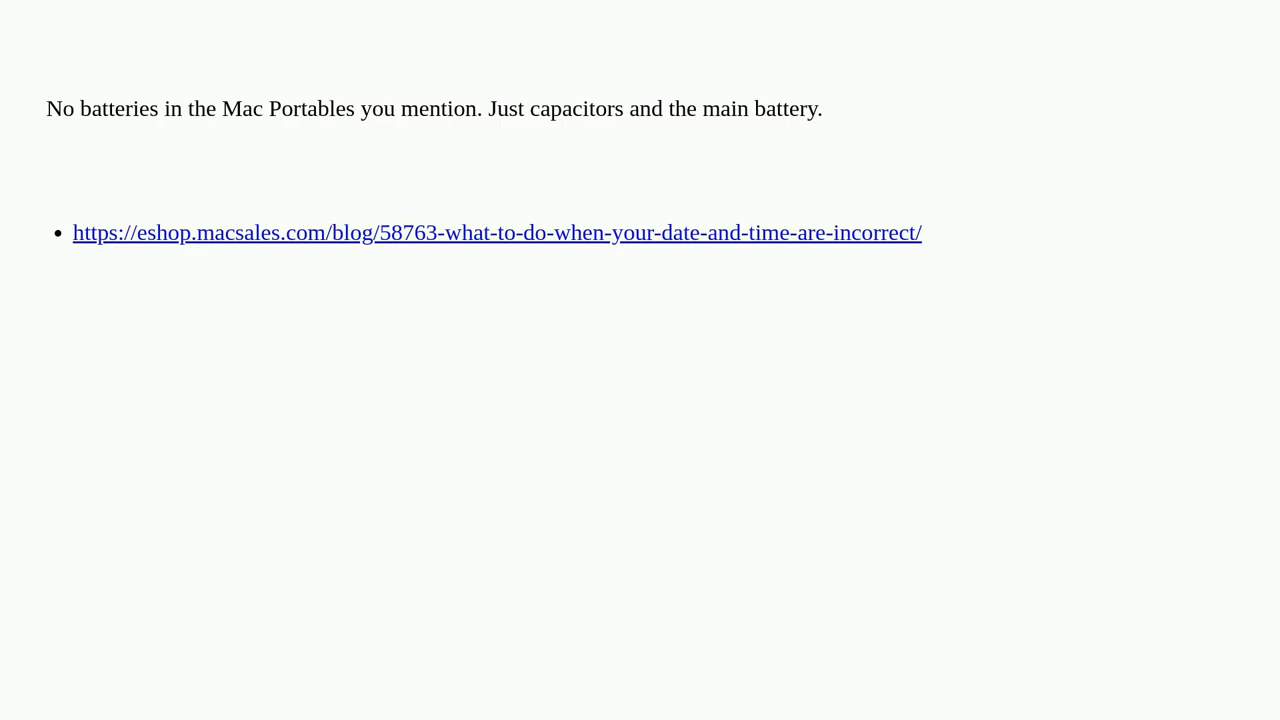 No batteries in the Mac Portables you mention. Just capacitors and the main battery.
• https://eshop.macsales.com/blog/58763-what-to-do-when-your-date-and-time-are-incorrect/